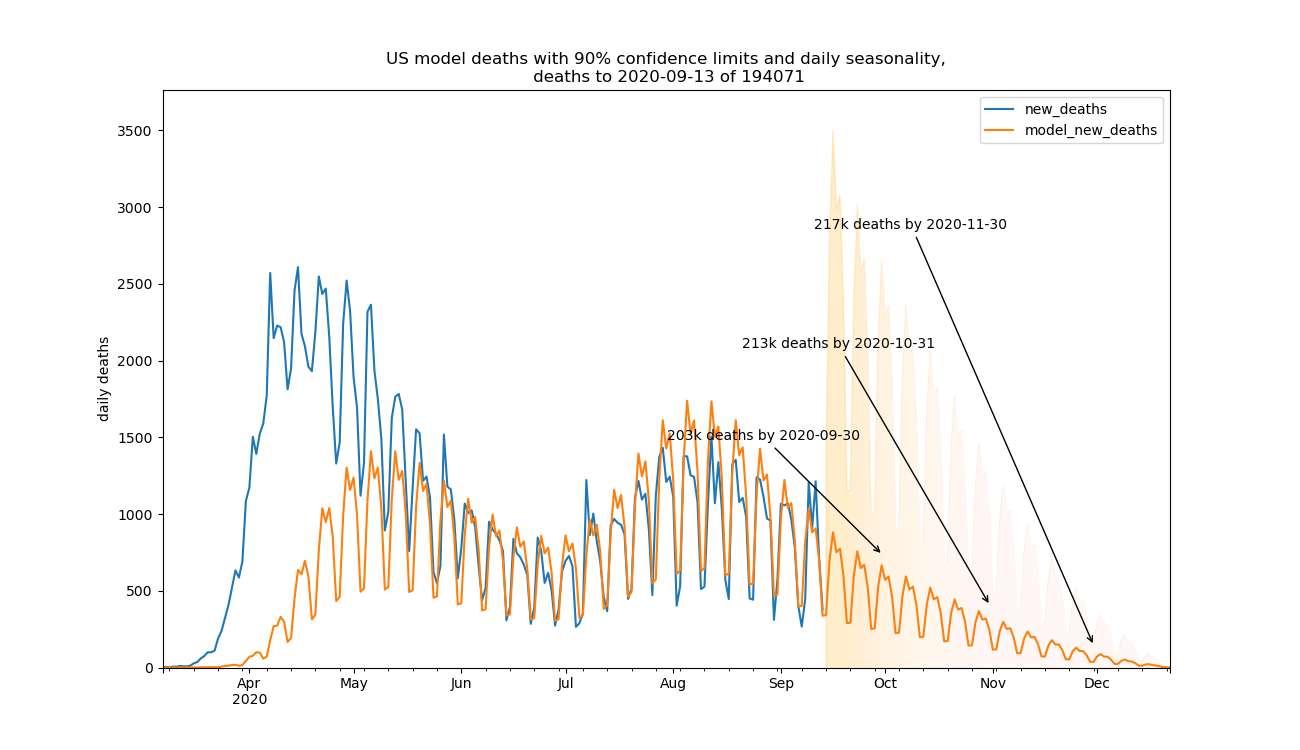 US model deaths with 90% confidence limits and daily seasonality,
deaths to 2020-09-13 of 194071
new_deaths
model_new_deaths
daily deaths
3500
3000
2500
2000
1500
1000
500
0
217k deaths by 2020-11-30
213k deaths by 2020-10-31
203k deaths by 2020-09-30
Apr
2020
May
Jun
Jul
Aug
Sep
Oct
Nov
Dec